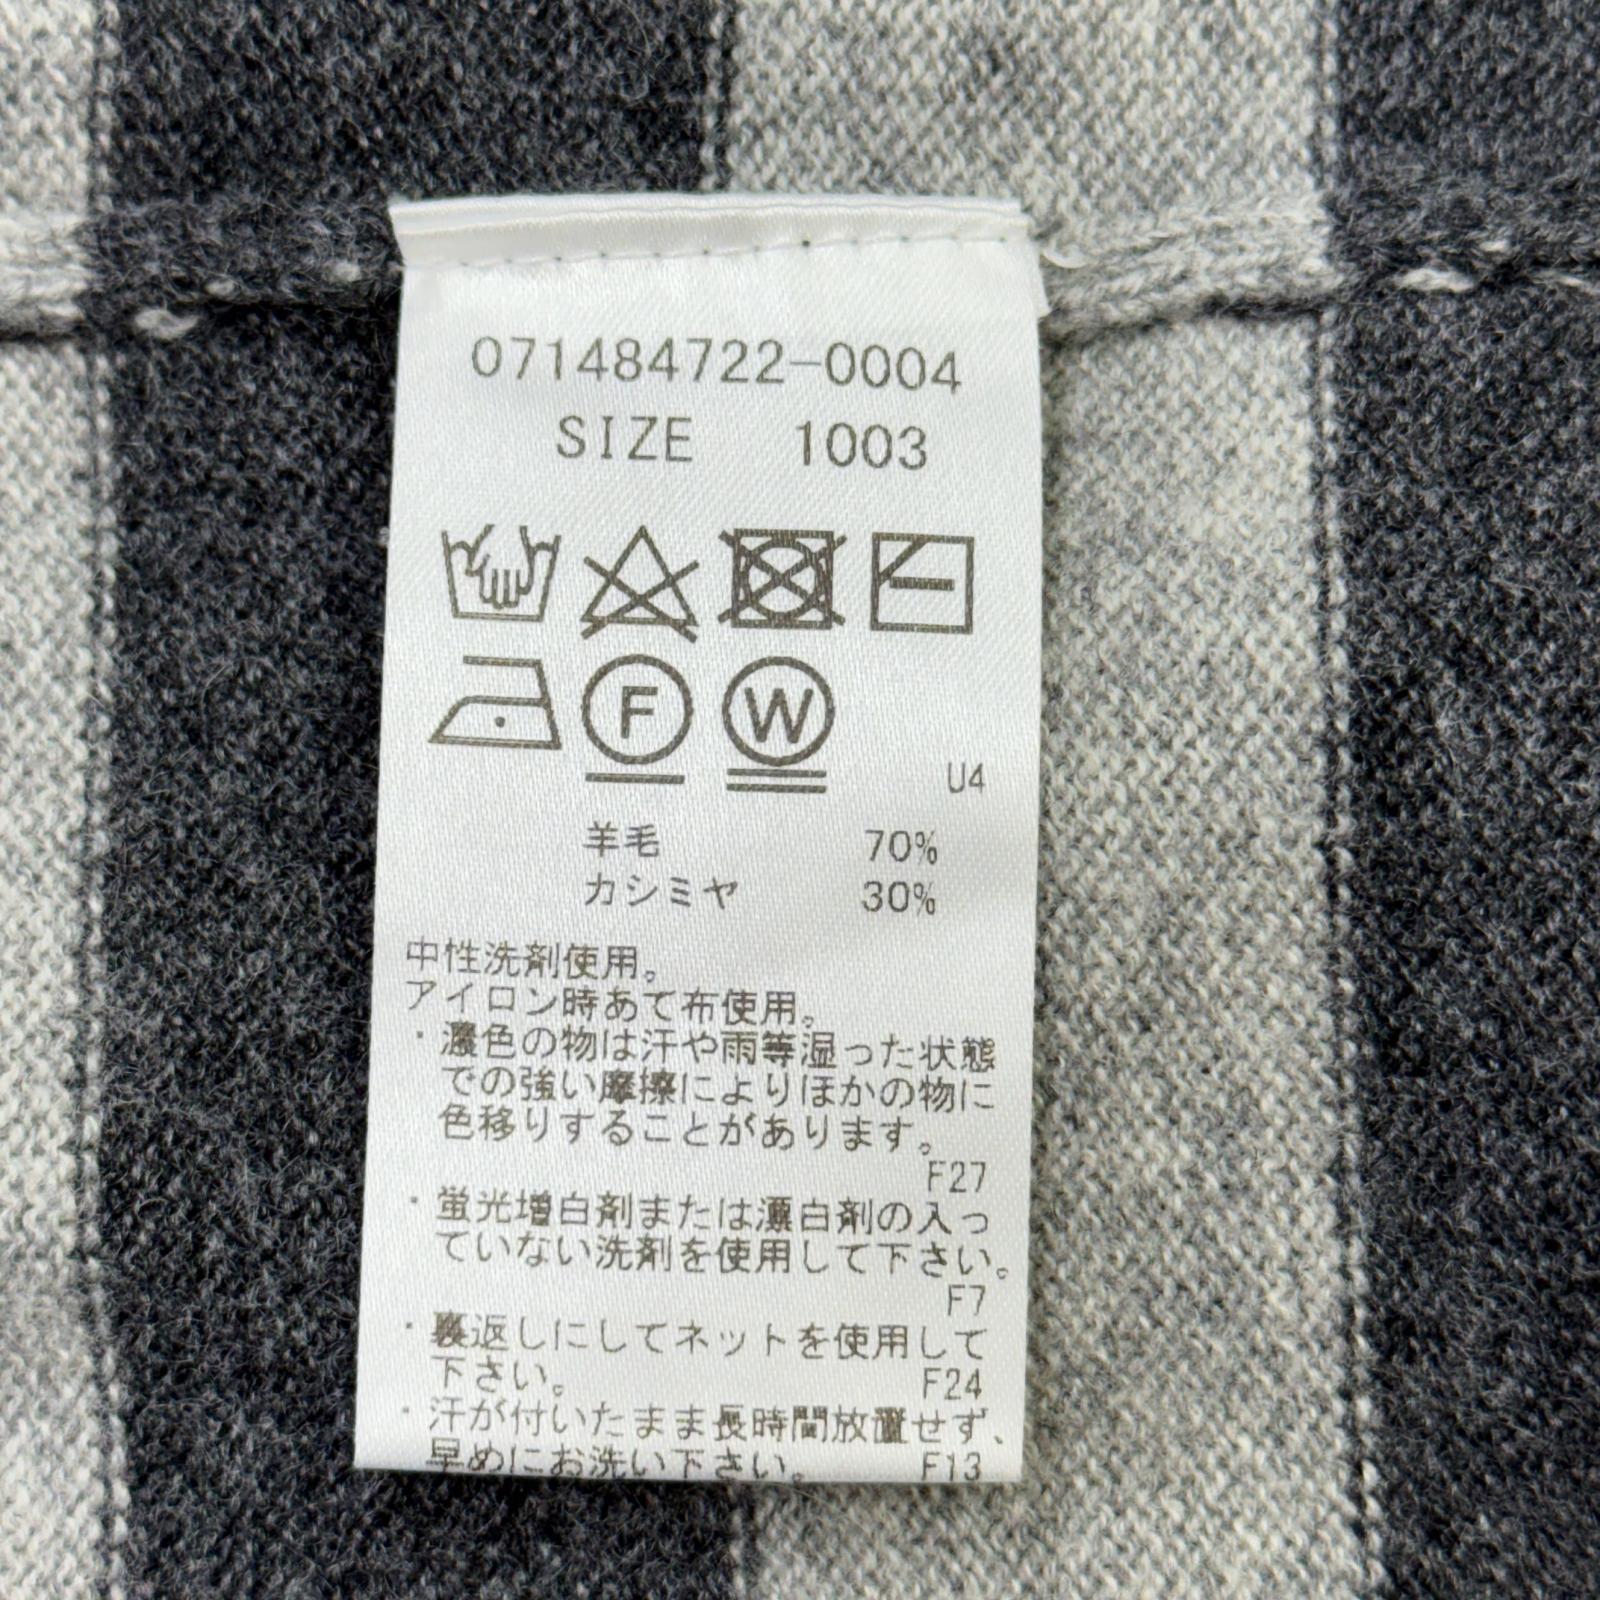 071484722-0004
SIZE 1003
F W
U4
羊毛 70%
カシミヤ 30%
中性洗剤使用。
アイロン時あて布使用。
・濃色の物は汗や雨等湿った状態
での強い摩擦によりほかの物に
色移りすることがあります。
F27
・蛍光増白剤または漂白剤の入っ
ていない洗剤を使用して下さい。
F7
・裏返しにしてネットを使用して
下さい。 F24
・汗が付いたまま長時間放置せず、
早めにお洗い下さい。 F13